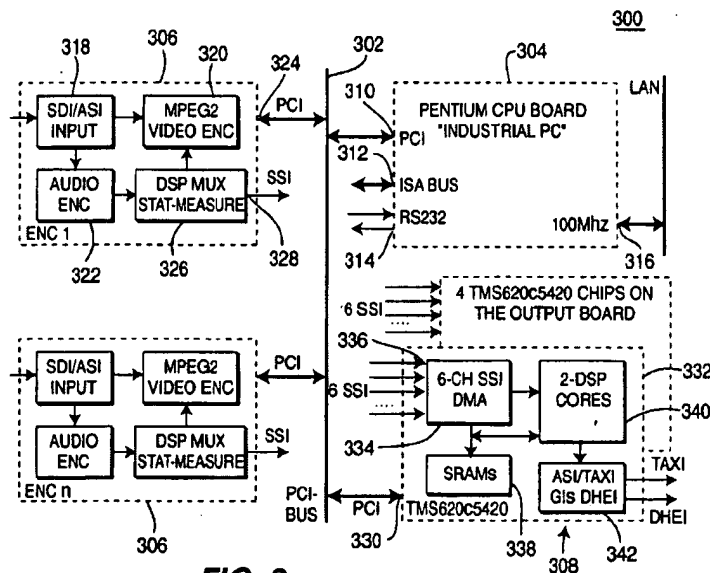 300
318
306
320
324
302
304
LAN
SDI/ASI
INPUT
MPEG2
VIDEO ENC
PCI
310
PENTIUM CPU BOARD
"INDUSTRIAL PC"
PCI
312
ISA BUS
AUDIO
ENC
DSP MUX
STAT-MEASURE
SSI
RS232
100Mhz
ENC 1
322
326
328
314
316
6 SSI
4 TMS620c5420 CHIPS ON
THE OUTPUT BOARD
336
SDI/ASI
INPUT
MPEG2
VIDEO ENC
PCI
6 SSI
6-CH SSI
DMA
2-DSP
CORES
332
340
AUDIO
ENC
DSP MUX
STAT-MEASURE
SSI
334
TAXI
ENC n
SRAMs
ASI/TAXI
GIs DHEI
PCI-
BUS
PCI
TMS620c5420
DHEI
306
330
338
308
342